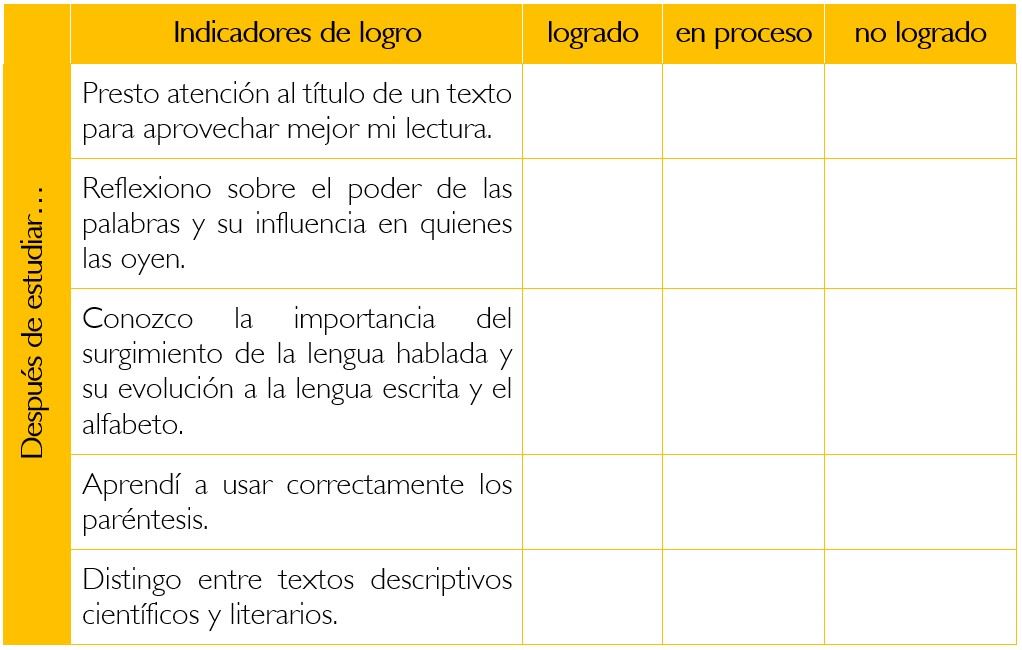 Indicadores de logro logrado en proceso no logrado
Después de estudiar…
Presto atención al título de un texto
para aprovechar mejor mi lectura.
Reflexiono sobre el poder de las
palabras y su influencia en quienes
las oyen.
Conozco la importancia del
surgimiento de la lengua hablada y
su evolución a la lengua escrita y el
alfabeto.
Aprendí a usar correctamente los
paréntesis.
Distingo entre textos descriptivos
científicos y literarios.